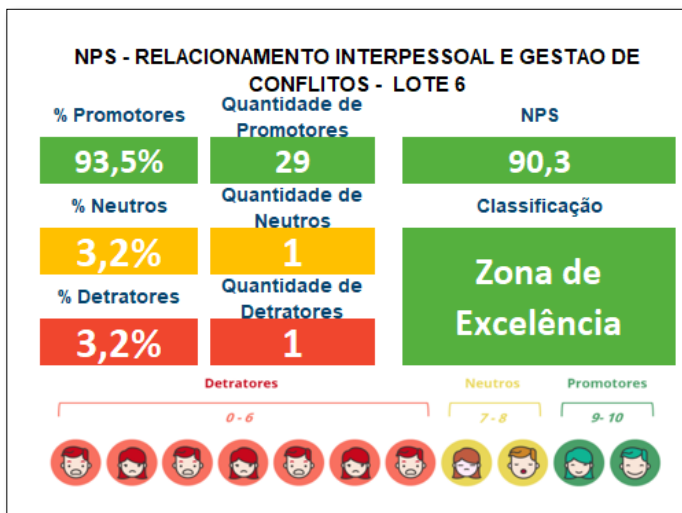 NPS - RELACIONAMENTO INTERPESSOAL E GESTAO DE
CONFLITOS - LOTE 6
% Promotores
Quantidade de
Promotores
NPS
93,5%
29
90,3
% Neutros
Quantidade de
Neutros
Classificação
3,2%
1
Zona de
Excelência
% Detratores
Quantidade de
Detratores
3,2%
1
Detratores
Neutros
Promotores
0 - 6
7 - 8
9- 10